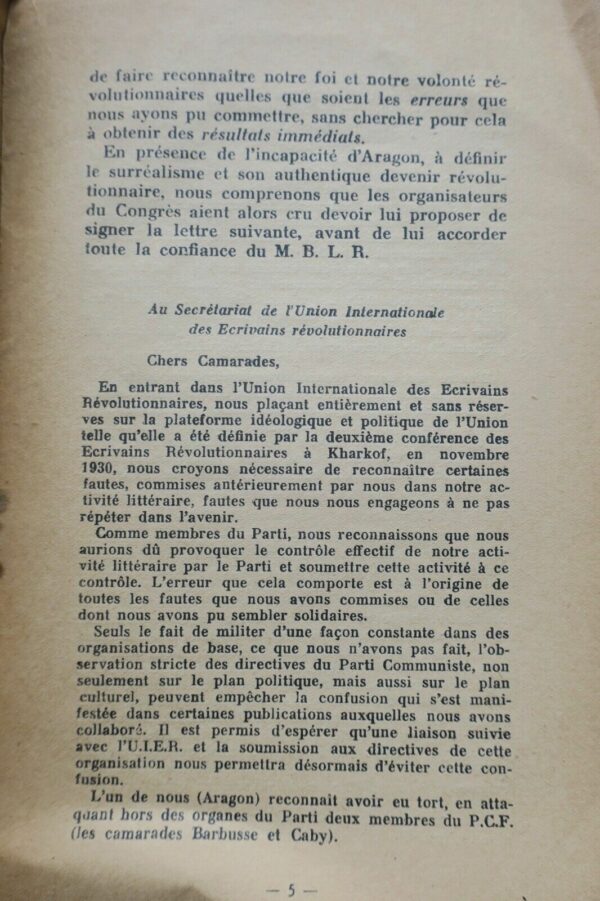 de faire reconnaître notre foi et notre volonté ré-
volutionnaires quelles que soient les erreurs que
nous ayons pu commettre, sans chercher pour cela
à obtenir des résultats immédiats.
En présence de l'incapacité d'Aragon, à définir
le surréalisme et son authentique devenir révolu-
tionnaire, nous comprenons que les organisateurs
du Congrès aient alors cru devoir lui proposer de
signer la lettre suivante, avant de lui accorder
toute la confiance du M. B. L. R.
Au Secrétariat de l'Union Internationale
des Ecrivains révolutionnaires
Chers Camarades,
En entrant dans l'Union Internationale des Ecrivains
Révolutionnaires, nous plaçant entièrement et sans réser-
ves sur la plateforme idéologique et politique de l'Union
telle qu'elle a été définie par la deuxième conférence des
Ecrivains Révolutionnaires à Kharkof, en novembre
1930, nous croyons nécessaire de reconnaître certaines
fautes, commises antérieurement par nous dans notre ac-
tivité littéraire, fautes que nous nous engageons à ne pas
répéter dans l'avenir.
Comme membres du Parti, nous reconnaissons que nous
aurions dû provoquer le contrôle effectif de notre acti-
vité littéraire par le Parti et soumettre cette activité à ce
contrôle. L'erreur que cela comporte est à l'origine de
toutes les fautes que nous avons commises ou de celles
dont nous avons pu sembler solidaires.
Seuls le fait de militer d'une façon constante dans des
organisations de base, ce que nous n'avons pas fait, l'ob-
servation stricte des directives du Parti Communiste, non
seulement sur le plan politique, mais aussi sur le plan
culturel, peuvent empêcher la confusion qui s'est mani-
festée dans certaines publications auxquelles nous avons
collaboré. Il est permis d'espérer qu'une liaison suivie
avec l'U.I.E.R. et la soumission aux directives de cette
organisation nous permettra désormais d'éviter cette con-
fusion.
L'un de nous (Aragon) reconnait avoir eu tort, en atta-
quant hors des organes du Parti deux membres du P.C.F.
(les camarades Barbusse et Caby).
— 5 —